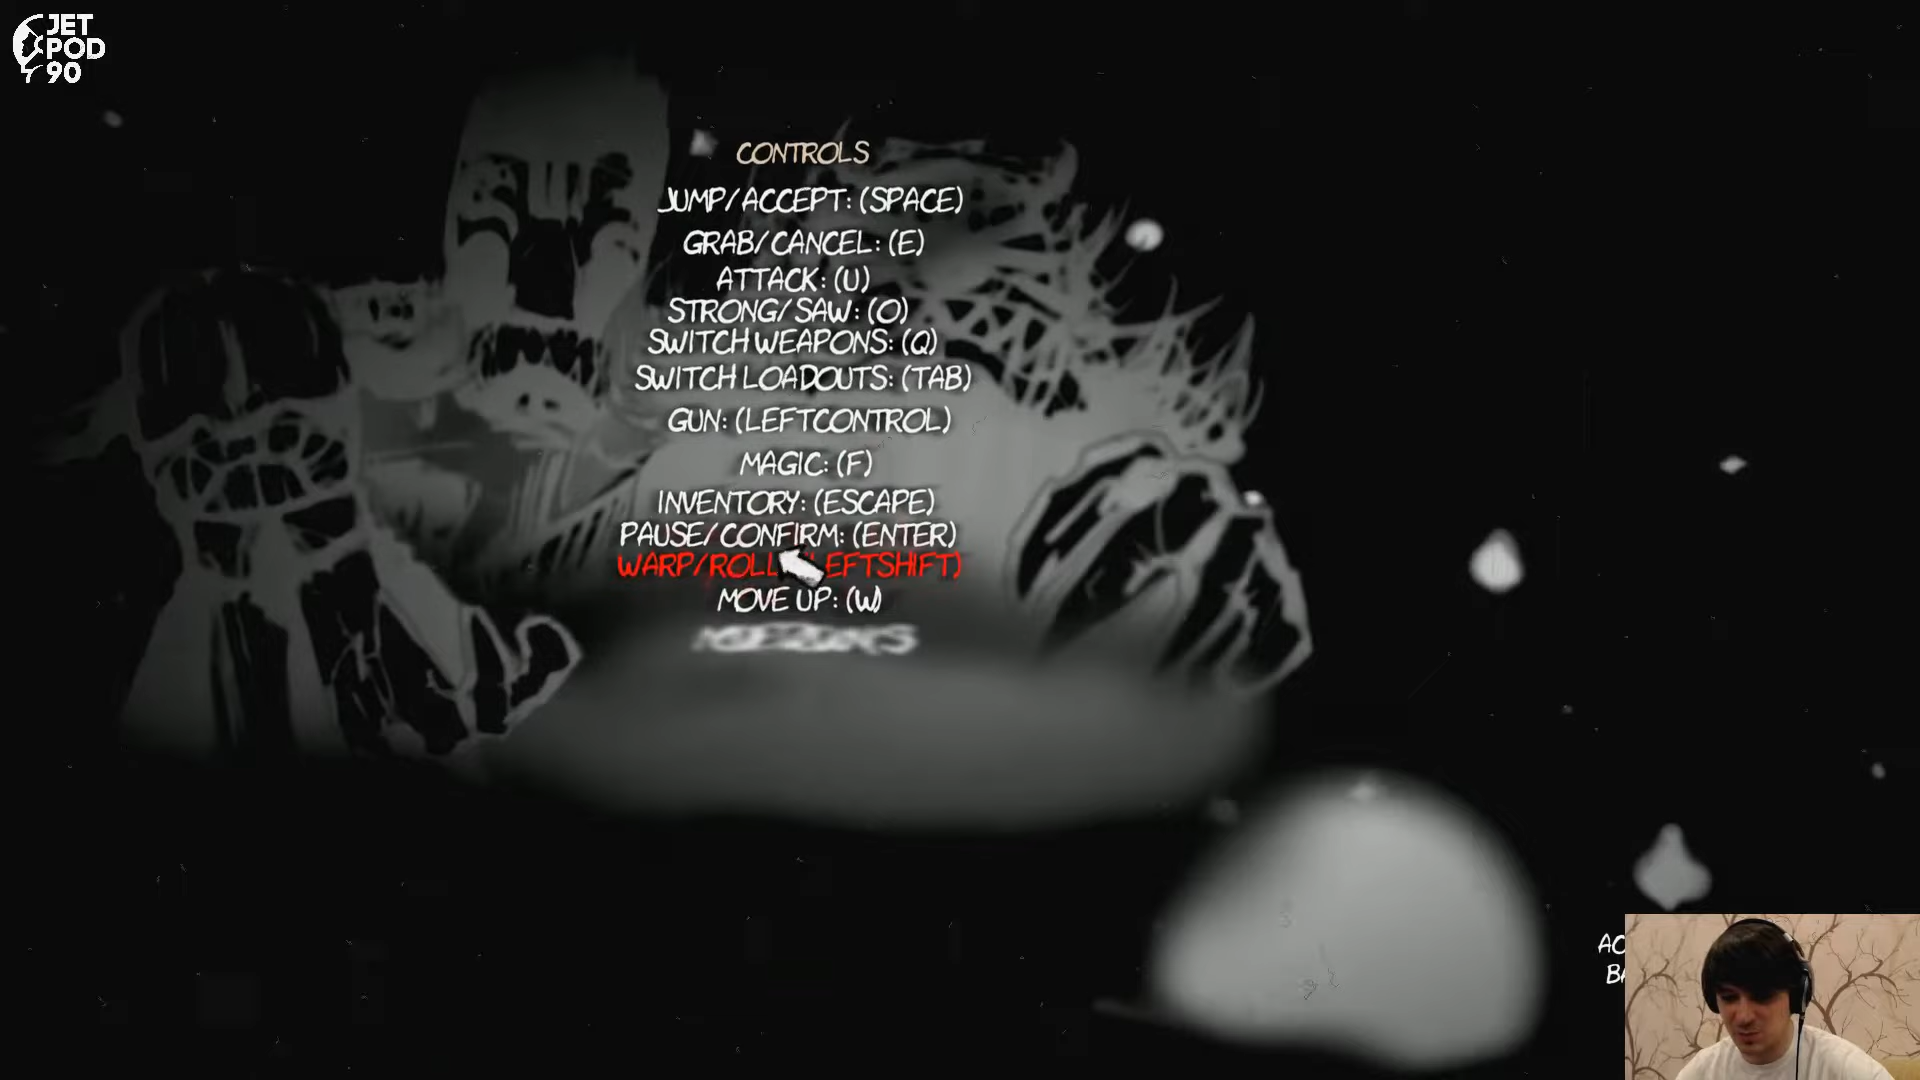 JET
POD
90
CONTROLS
JUMP/ACCEPT: (SPACE)
GRAB/CANCEL: (E)
ATTACK: (U)
STRONG/SAW: (O)
SWITCH WEAPONS: (Q)
SWITCH LOADOUTS: (TAB)
GUN: (LEFTCONTROL)
MAGIC: (F)
INVENTORY: (ESCAPE)
PAUSE/CONFIRM: (ENTER)
WARP/ROLL EFTSHIFT)
MOVE UP: (W)